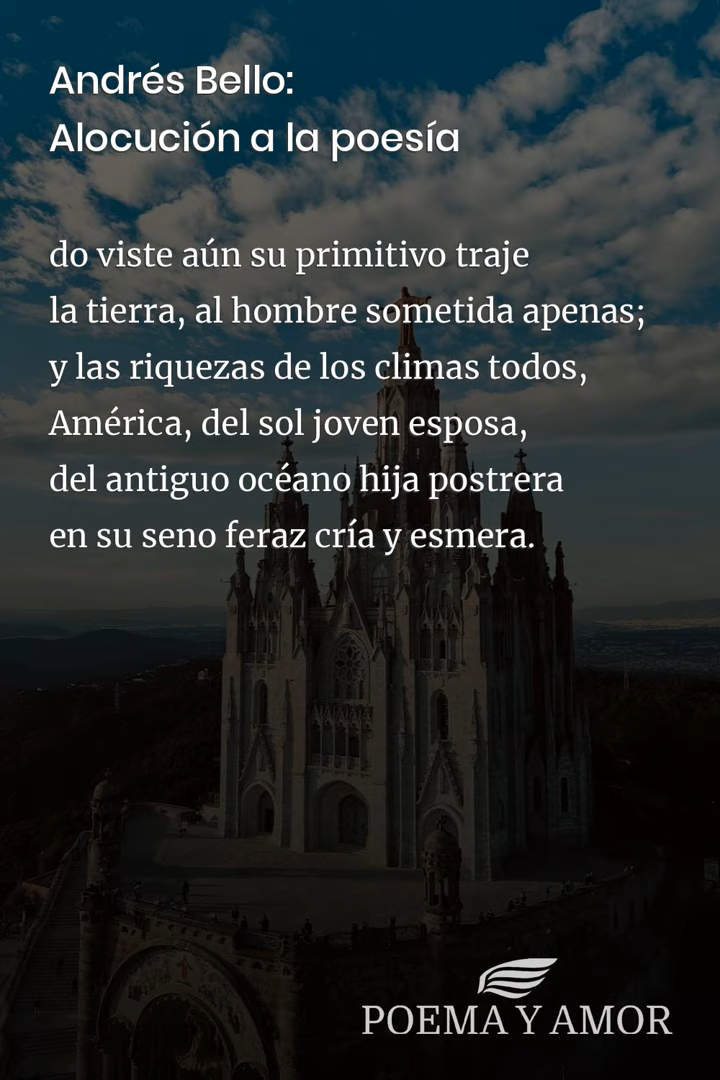 Andrés Bello:
Alocución a la poesía
do viste aún su primitivo traje
la tierra, al hombre sometida apenas;
y las riquezas de los climas todos,
América, del sol joven esposa,
del antiguo océano hija postrera
en su seno feraz cría y esmera.
POEMA Y AMOR